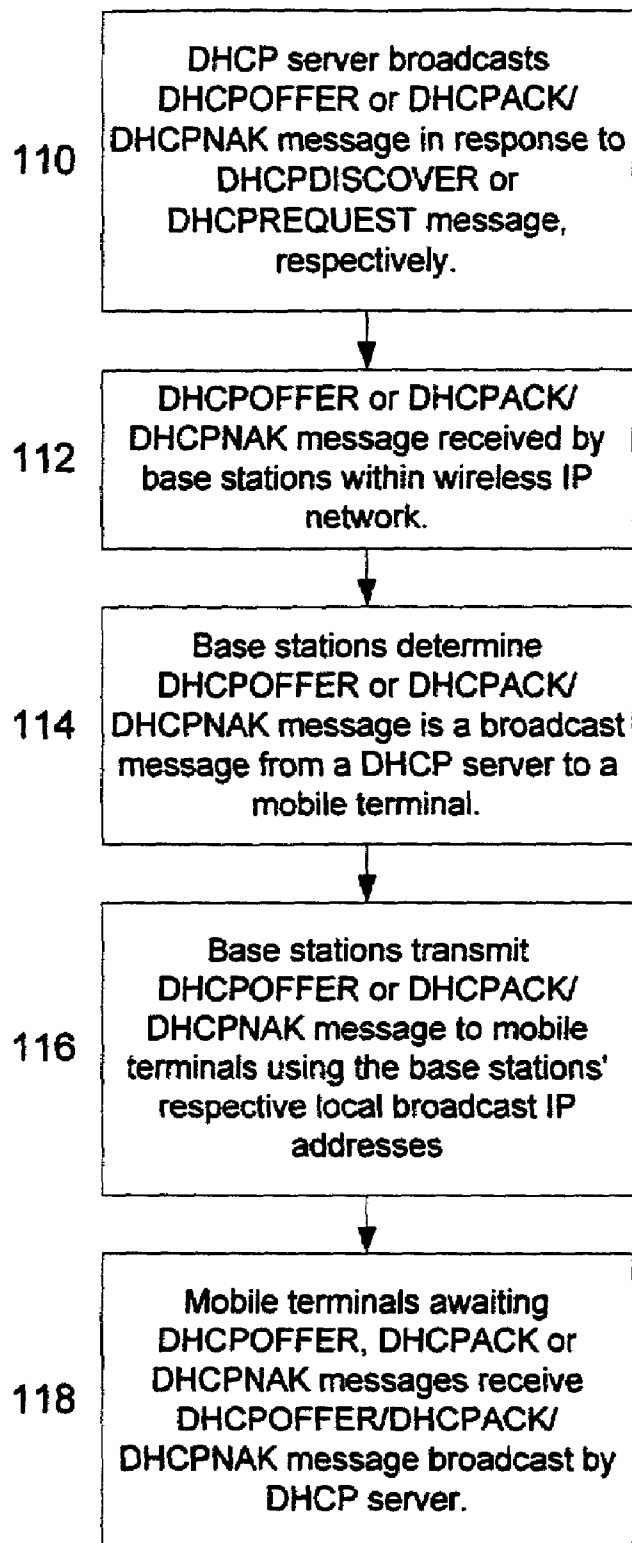 110
DHCP server broadcasts
DHCPOFFER or DHCPACK/
DHCPNAK message in response to
DHCPDISCOVER or
DHCPREQUEST message,
respectively.
112
DHCPOFFER or DHCPACK/
DHCPNAK message received by
base stations within wireless IP
network.
114
Base stations determine
DHCPOFFER or DHCPACK/
DHCPNAK message is a broadcast
message from a DHCP server to a
mobile terminal.
116
Base stations transmit
DHCPOFFER or DHCPACK/
DHCPNAK message to mobile
terminals using the base stations'
respective local broadcast IP
addresses
118
Mobile terminals awaiting
DHCPOFFER, DHCPACK or
DHCPNAK messages receive
DHCPOFFER/DHCPACK/
DHCPNAK message broadcast by
DHCP server.